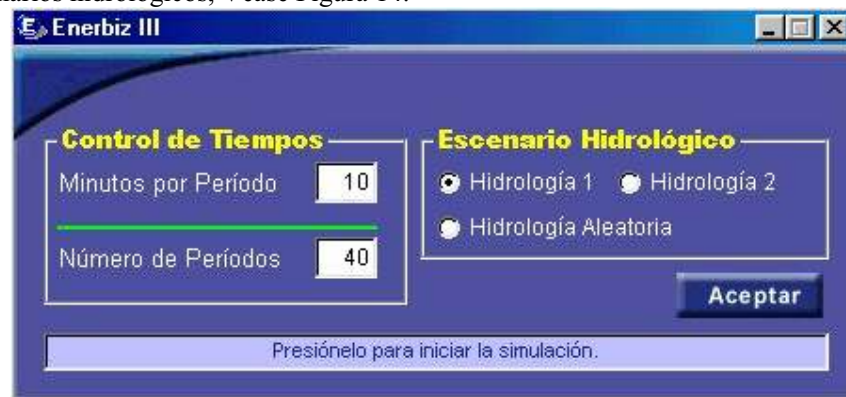 hidrológicos,
Enerbiz III
Control de Tiempos
Minutos por Período 10
Número de Períodos 40
Escenario Hidrológico
Hidrología 1 Hidrología 2
Hidrología Aleatoria
Aceptar
Presiónelo para iniciar la simulación.